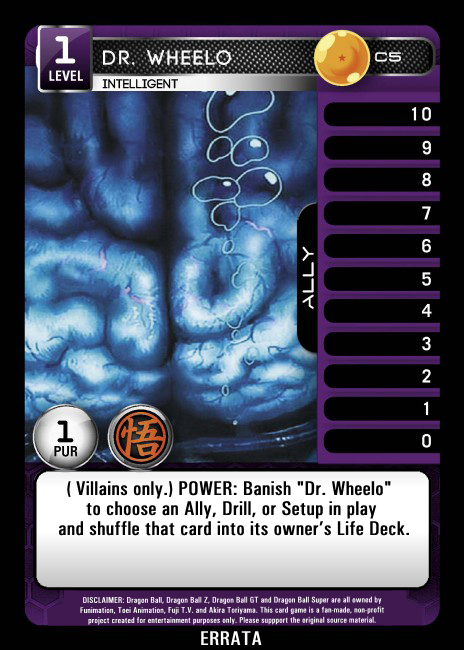 1
LEVEL
DR. WHEELO
C5
INTELLIGENT
10
9
8
7
6
5
4
3
2
1
0
ALLY
1
PUR
悟
( Villains only.) POWER: Banish "Dr. Wheelo"
to choose an Ally, Drill, or Setup in play
and shuffle that card into its owner's Life Deck.
DISCLAIMER: Dragon Ball, Dragon Ball Z, Dragon Ball GT and Dragon Ball Super are all owned by
Funimation, Toei Animation, Fuji T.V. and Akira Toriyama. This card game is a fan-made, non-profit
project created for entertainment purposes only. Please suppport the original source material.
ERRATA